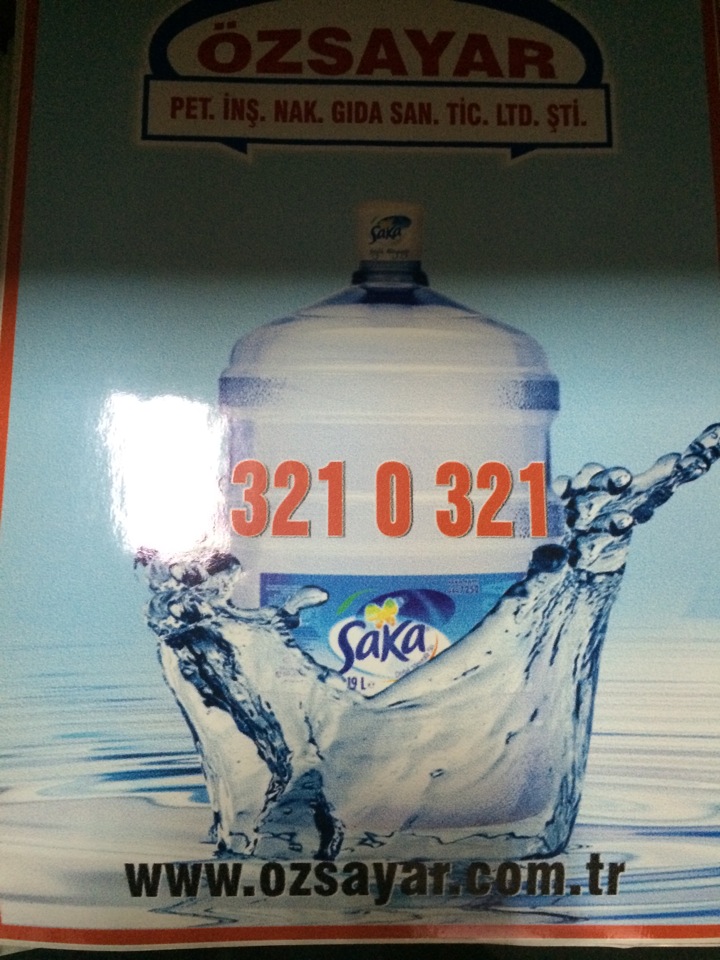 ÖZSAYAR
PET. İNŞ. NAK. GIDA SAN. TİC. LTD. ŞTİ.
Saka
321 0 321
Saka
19 L e
www.ozsayar.com.tr